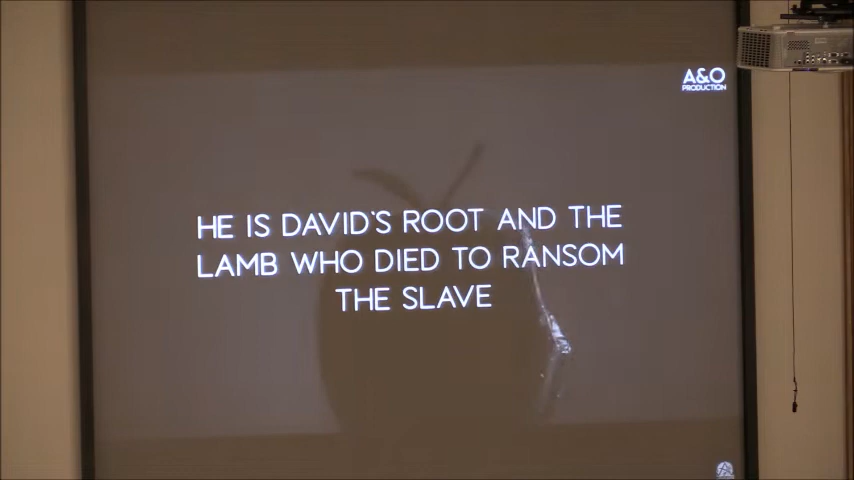 A&O
PRODUCTION
HE IS DAVID'S ROOT AND THE
LAMB WHO DIED TO RANSOM
THE SLAVE